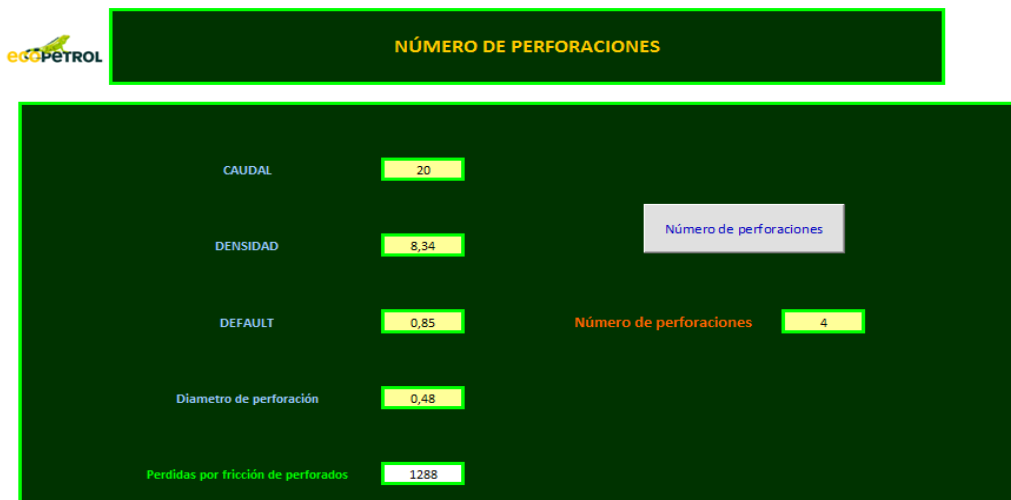 ecopetrol
NÚMERO DE PERFORACIONES
CAUDAL 20
Número de perforaciones
DENSIDAD 8,34
DEFAULT 0,85 Número de perforaciones 4
Diametro de perforación 0,48
Perdidas por fricción de perforados 1288